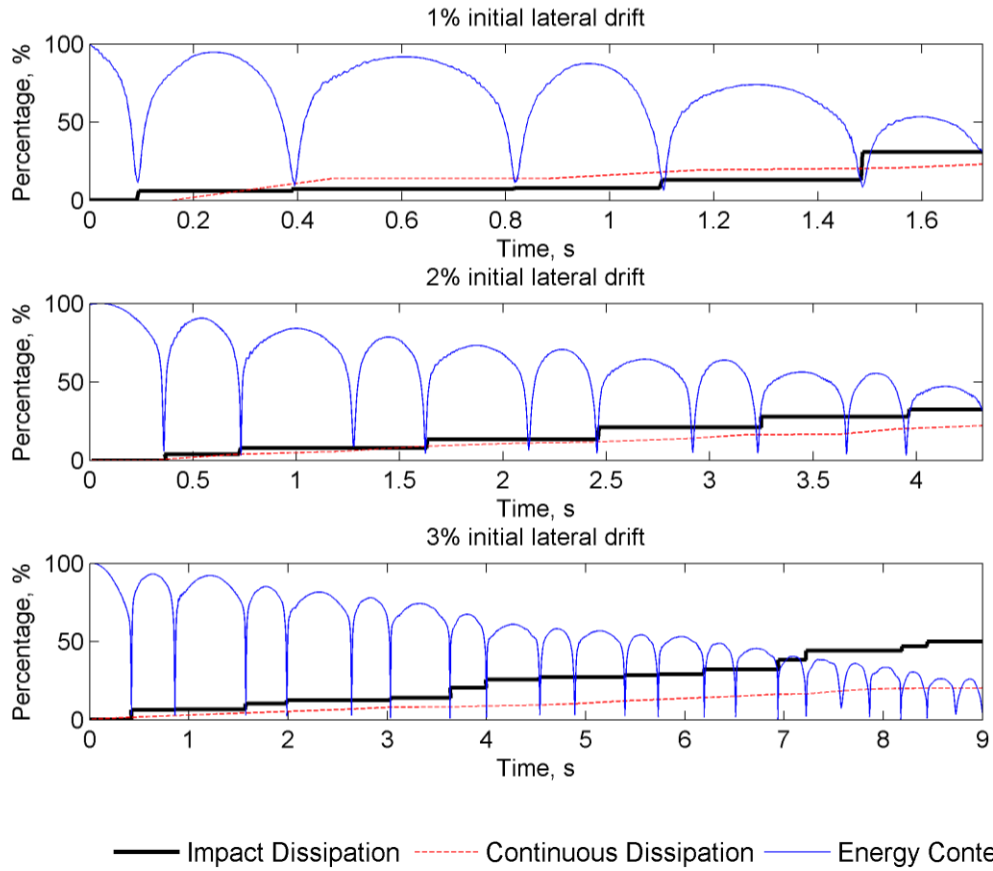 1% initial lateral drift
Percentage, %
100
50
0
0 0.2 0.4 0.6 0.8 1 1.2 1.4 1.6
Time, s
2% initial lateral drift
Percentage, %
100
50
0
0 0.5 1 1.5 2 2.5 3 3.5 4
Time, s
3% initial lateral drift
Percentage, %
100
50
0
0 1 2 3 4 5 6 7 8 9
Time, s
Impact Dissipation Continuous Dissipation Energy Conte